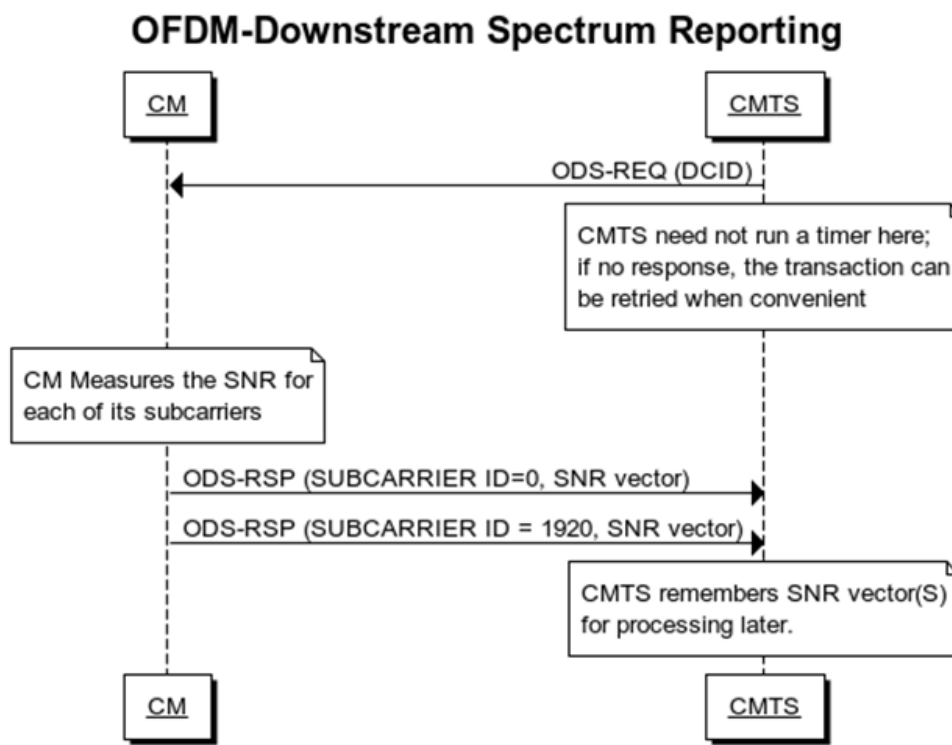 OFDM-Downstream Spectrum Reporting
CM
CMTS
ODS-REQ (DCID)
CMTS need not run a timer here;
if no response, the transaction can
be retried when convenient
CM Measures the SNR for
each of its subcarriers
ODS-RSP (SUBCARRIER ID=0, SNR vector)
ODS-RSP (SUBCARRIER ID = 1920, SNR vector)
CMTS remembers SNR vector(S)
for processing later.
CM
CMTS